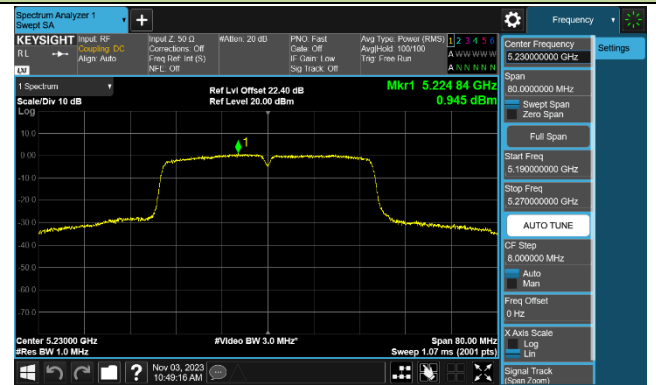 Spectrum Analyzer 1
Swept SA
+
Frequency
KEYSIGHT
RL
LXI
Input: RF
Coupling: DC
Align: Auto
Input Z: 50 Ω
Corrections: Off
Freq Ref: Int (S)
NFE: Off
#Atten: 20 dB
PNO: Fast
Gate: Off
IF Gain: Low
Sig Track: Off
Avg Type: Power (RMS)
Avg|Hold: 100/100
Trig: Free Run
1 2 3 4 5 6
A W W W W W
A N N N N N
Center Frequency
5.230000000 GHz
Settings
Span
80.0000000 MHz
Swept Span
Zero Span
Full Span
Start Freq
5.190000000 GHz
Stop Freq
5.270000000 GHz
AUTO TUNE
CF Step
8.000000 MHz
Auto
Man
Freq Offset
0 Hz
X Axis Scale
Log
Lin
Signal Track
(Span Zoom)
1 Spectrum
Scale/Div 10 dB
Log
Ref Lvl Offset 22.40 dB
Ref Level 20.00 dBm
Mkr1 5.224 84 GHz
0.945 dBm
1
10.0
0.00
-10.0
-20.0
-30.0
-40.0
-50.0
-60.0
-70.0
Center 5.23000 GHz
#Res BW 1.0 MHz
#Video BW 3.0 MHz*
Span 80.00 MHz
Sweep 1.07 ms (2001 pts)
?
Nov 03, 2023
10:49:16 AM